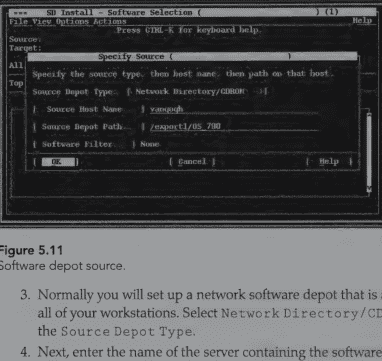 === SD Install - Software Selection ( ) (1)
File View Options Actions Help
Press CTRL-K for keyboard help.
Source:
Target:
Specify Source ( )
All
Specify the source type, then host name, then path on that host.
Top
Source Depot Type [ Network Directory/CDROM ->]
[ Source Host Name ] vangogh
[ Source Depot Path.. ] /export1/OS_700
[ Software Filter ] None
[ OK ] [ Cancel ] [ Help ]
Figure 5.11
Software depot source.
3. Normally you will set up a network software depot that is
all of your workstations. Select Network Directory/CD
the Source Depot Type.
4. Next, enter the name of the server containing the software